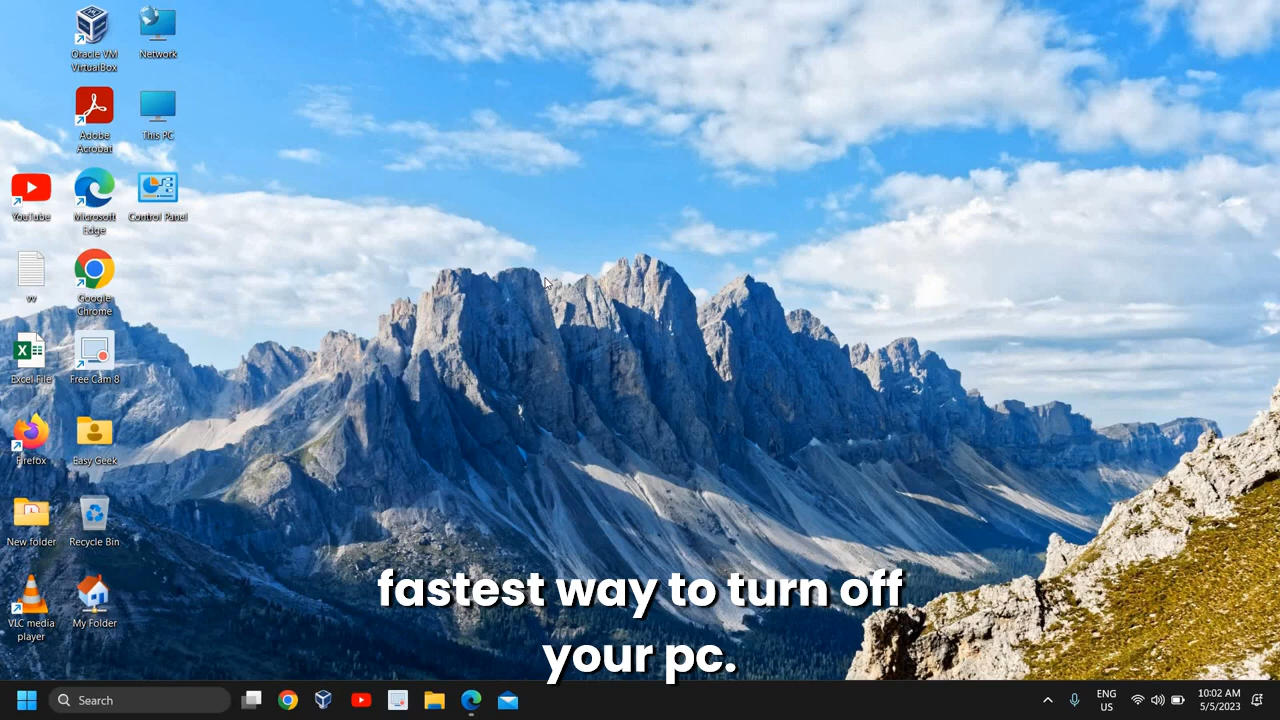 Oracle VM
VirtualBox
Network
Adobe
Acrobat
This PC
YouTube
Microsoft
Edge
Control Panel
vv
Google
Chrome
Excel File
Free Cam 8
Firefox
Easy Geek
New folder
Recycle Bin
VLC media
player
My Folder
fastest way to turn off
your pc.
Search
ENG
US
10:02 AM
5/5/2023